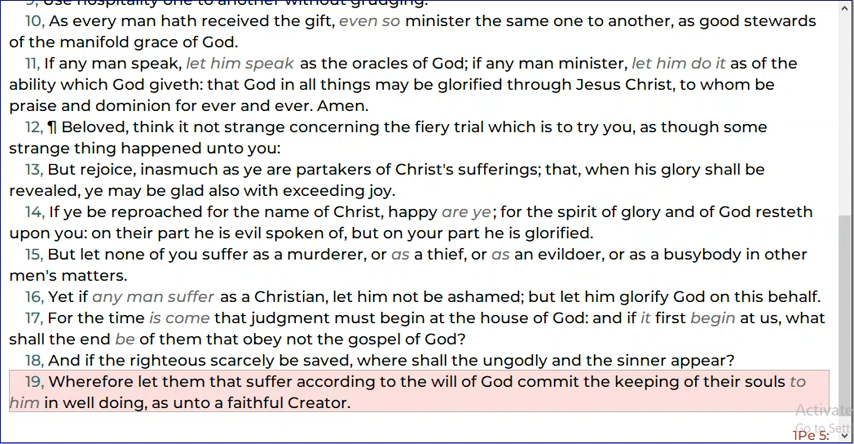 9, Use hospitality one to another without grudging.
10, As every man hath received the gift, even so minister the same one to another, as good stewards
of the manifold grace of God.
11, If any man speak, let him speak as the oracles of God; if any man minister, let him do it as of the
ability which God giveth: that God in all things may be glorified through Jesus Christ, to whom be
praise and dominion for ever and ever. Amen.
12, ¶ Beloved, think it not strange concerning the fiery trial which is to try you, as though some
strange thing happened unto you:
13, But rejoice, inasmuch as ye are partakers of Christ's sufferings; that, when his glory shall be
revealed, ye may be glad also with exceeding joy.
14, If ye be reproached for the name of Christ, happy are ye; for the spirit of glory and of God resteth
upon you: on their part he is evil spoken of, but on your part he is glorified.
15, But let none of you suffer as a murderer, or as a thief, or as an evildoer, or as a busybody in other
men's matters.
16, Yet if any man suffer as a Christian, let him not be ashamed; but let him glorify God on this behalf.
17, For the time is come that judgment must begin at the house of God: and if it first begin at us, what
shall the end be of them that obey not the gospel of God?
18, And if the righteous scarcely be saved, where shall the ungodly and the sinner appear?
19, Wherefore let them that suffer according to the will of God commit the keeping of their souls to
him in well doing, as unto a faithful Creator.
Activate
Go to Sett
1Pe 5: